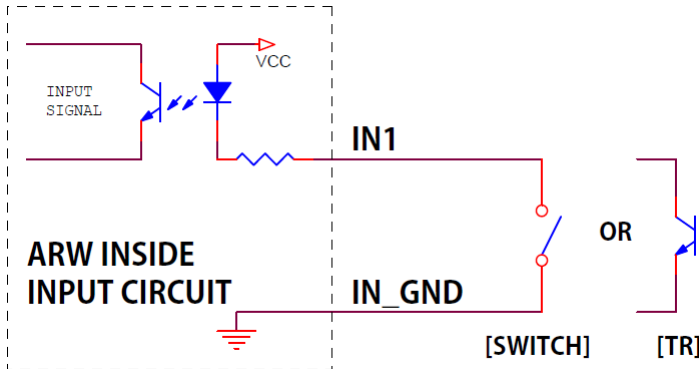 VCC
INPUT
SIGNAL
IN1
OR
ARW INSIDE
INPUT CIRCUIT
IN_GND
[SWITCH]
[TR]